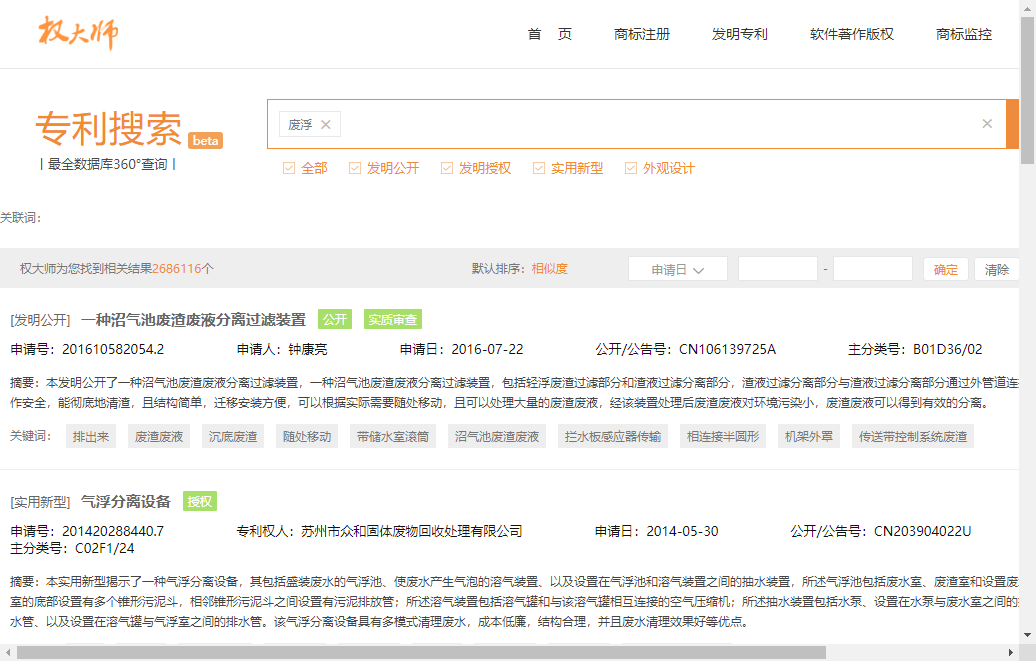 权大师
首 页
商标注册
发明专利
软件著作版权
商标监控
专利搜索 beta
| 最全数据库360°查询 |
废浮 ×
×
全部
发明公开
发明授权
实用新型
外观设计
关联词：
权大师为您找到相关结果2686116个
默认排序：相似度
申请日
-
确定
清除
[发明公开] 一种沼气池废渣废液分离过滤装置 公开 实质审查
申请号：201610582054.2 申请人：钟康亮 申请日：2016-07-22 公开/公告号：CN106139725A 主分类号：B01D36/02
摘要：本发明公开了一种沼气池废渣废液分离过滤装置，一种沼气池废渣废液分离过滤装置，包括轻浮废渣过滤部分和渣液过滤分离部分，渣液过滤分离部分与渣液过滤分离部分通过外管道连
作安全，能彻底地清渣，且结构简单，迁移安装方便，可以根据实际需要随处移动，且可以处理大量的废渣废液，经该装置处理后废渣废液对环境污染小，废渣废液可以得到有效的分离。
关键词： 排出来 废渣废液 沉底废渣 随处移动 带储水室滚筒 沼气池废渣废液 拦水板感应器传输 相连接半圆形 机架外罩 传送带控制系统废渣
[实用新型] 气浮分离设备 授权
申请号：201420288440.7 专利权人：苏州市众和固体废物回收处理有限公司 申请日：2014-05-30 公开/公告号：CN203904022U
主分类号：C02F1/24
摘要：本实用新型揭示了一种气浮分离设备，其包括盛装废水的气浮池、使废水产生气泡的溶气装置、以及设置在气浮池和溶气装置之间的抽水装置，所述气浮池包括废水室、废渣室和设置废
室的底部设置有多个锥形污泥斗，相邻锥形污泥斗之间设置有污泥排放管；所述溶气装置包括溶气罐和与该溶气罐相互连接的空气压缩机；所述抽水装置包括水泵、设置在水泵与废水室之间的
水管、以及设置在溶气罐与气浮室之间的排水管。该气浮分离设备具有多模式清理废水，成本低廉，结构合理，并且废水清理效果好等优点。